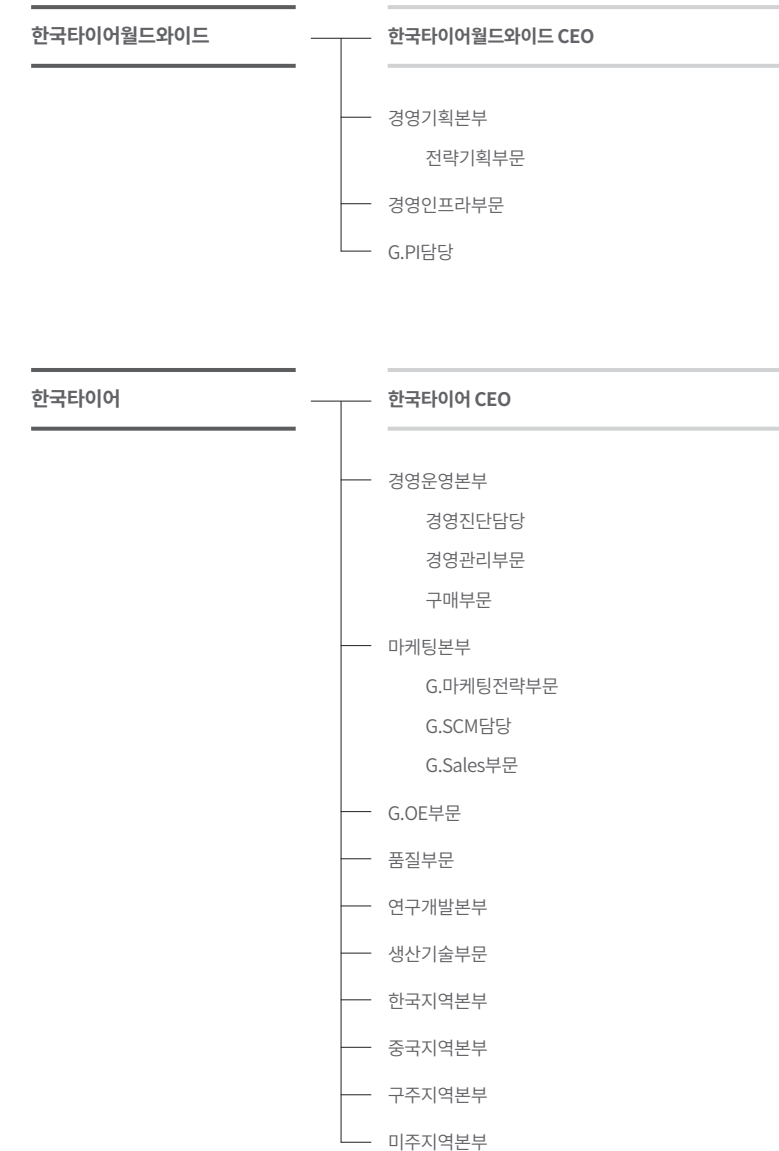 한국타이어월드와이드
한국타이어월드와이드 CEO
경영기획본부
전략기획부문
경영인프라부문
G.PI담당
한국타이어
한국타이어 CEO
경영운영본부
경영진단담당
경영관리부문
구매부문
마케팅본부
G.마케팅전략부문
G.SCM담당
G.Sales부문
G.OE부문
품질부문
연구개발본부
생산기술부문
한국지역본부
중국지역본부
구주지역본부
미주지역본부